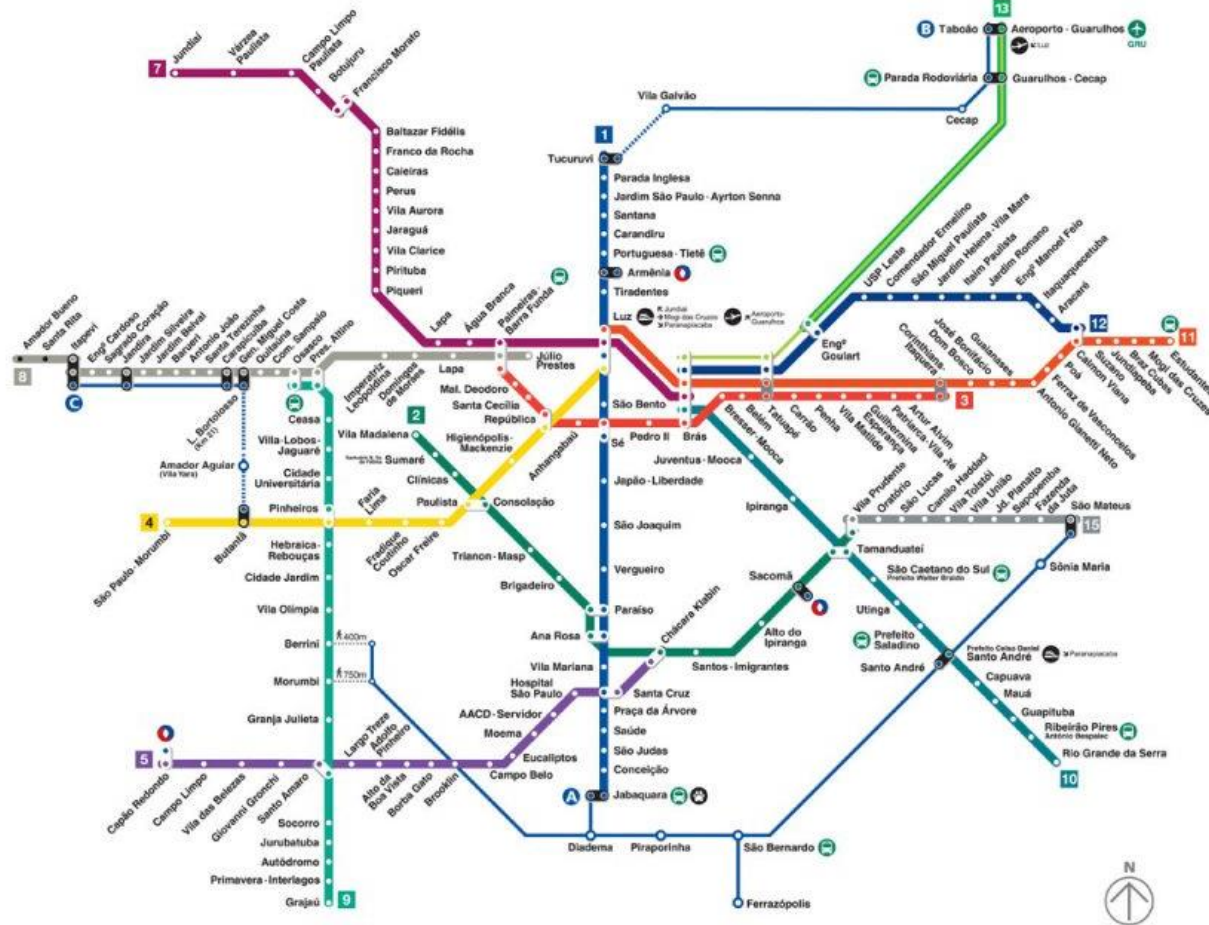 13
B Taboão
Aeroporto - Guarulhos
GRU
Luz
Parada Rodoviária
Guarulhos - Cecap
Vila Galvão
Cecap
7
Jundiaí
Várzea
Paulista
Campo Limpo
Paulista
Botujuru
Francisco Morato
Baltazar Fidélis
Franco da Rocha
Caieiras
Perus
Vila Aurora
Jaraguá
Vila Clarice
Pirituba
Piqueri
Lapa
Água Branca
Palmeiras-
Barra Funda
1
Tucuruvi
Parada Inglesa
Jardim São Paulo - Ayrton Senna
Santana
Carandiru
Portuguesa - Tietê
Armênia
Tiradentes
Luz
Jundiaí
Mogi das Cruzes
Paranapiacaba
Aeroporto-
Guarulhos
São Bento
Sé
Japão - Liberdade
São Joaquim
Vergueiro
Paraíso
Ana Rosa
Vila Mariana
Santa Cruz
Praça da Árvore
Saúde
São Judas
Conceição
A
Jabaquara
USP Leste
Comendador Ermelino
São Miguel Paulista
Jardim Helena - Vila Mara
Itaim Paulista
Jardim Romano
Engº Manoel Feio
Itaquaquecetuba
Aracaré
12
Engº
Goulart
11
Corinthians-
Itaquera
Dom Bosco
José Bonifácio
Guaianases
Antonio Gianetti Neto
Ferraz de Vasconcelos
Poá
Calmon Viana
Suzano
Jundiapeba
Braz Cubas
Mogi das Cruzes
Estudantes
3
Mal. Deodoro
Santa Cecília
República
Anhangabaú
Pedro II
Brás
Bresser - Mooca
Belém
Tatuapé
Carrão
Penha
Vila Matilde
Guilhermina
Esperança
Patriarca - Vila Ré
Artur Alvim
8
Amador Bueno
Santa Rita
Itapevi
Engº Cardoso
Sagrado Coração
Jandira
Jardim Silveira
Jardim Belval
Barueri
Antonio João
Santa Terezinha
Carapicuíba
Gen. Miguel Costa
Quitaúna
Com. Sampaio
Osasco
Pres. Altino
Imperatriz
Leopoldina
Domingos
de Moraes
Lapa
Júlio
Prestes
C
L. Bortolosso
(Km 21)
Amador Aguiar
(Vila Yara)
Ceasa
Villa-Lobos-
Jaguaré
Cidade
Universitária
Pinheiros
Hebraica-
Rebouças
Cidade Jardim
Vila Olímpia
Berrini
400m
Morumbi
750m
Granja Julieta
Socorro
Jurubatuba
Autódromo
Primavera - Interlagos
Grajaú
9
4
São Paulo - Morumbi
Butantã
Faria
Lima
Fradique
Coutinho
Oscar Freire
Paulista
Higienópolis-
Mackenzie
2
Vila Madalena
Sumaré
Clínicas
Consolação
Trianon - Masp
Brigadeiro
Chácara Klabin
Santos - Imigrantes
Alto do
Ipiranga
Sacomã
Tamanduateí
Vila Prudente
Oratório
São Lucas
Camilo Haddad
Vila Tolstói
Vila União
Jd. Planalto
Sapopemba
Fazenda
da Juta
São Mateus
15
Juventus - Mooca
Ipiranga
São Caetano do Sul
Prefeito Walter Braido
Utinga
Prefeito
Saladino
Prefeito Celso Daniel
Santo André
Paranapiacaba
Capuava
Mauá
Guapituba
Ribeirão Pires
Antônio Bespalec
Rio Grande da Serra
10
Sônia Maria
Santo André
5
Capão Redondo
Campo Limpo
Vila das Belezas
Giovanni Gronchi
Santo Amaro
Largo Treze
Adolfo
Pinheiro
Alto da
Boa Vista
Borba Gato
Brooklin
Campo Belo
Eucaliptos
Moema
AACD - Servidor
Hospital
São Paulo
Diadema
Piraporinha
São Bernardo
Ferrazópolis
N